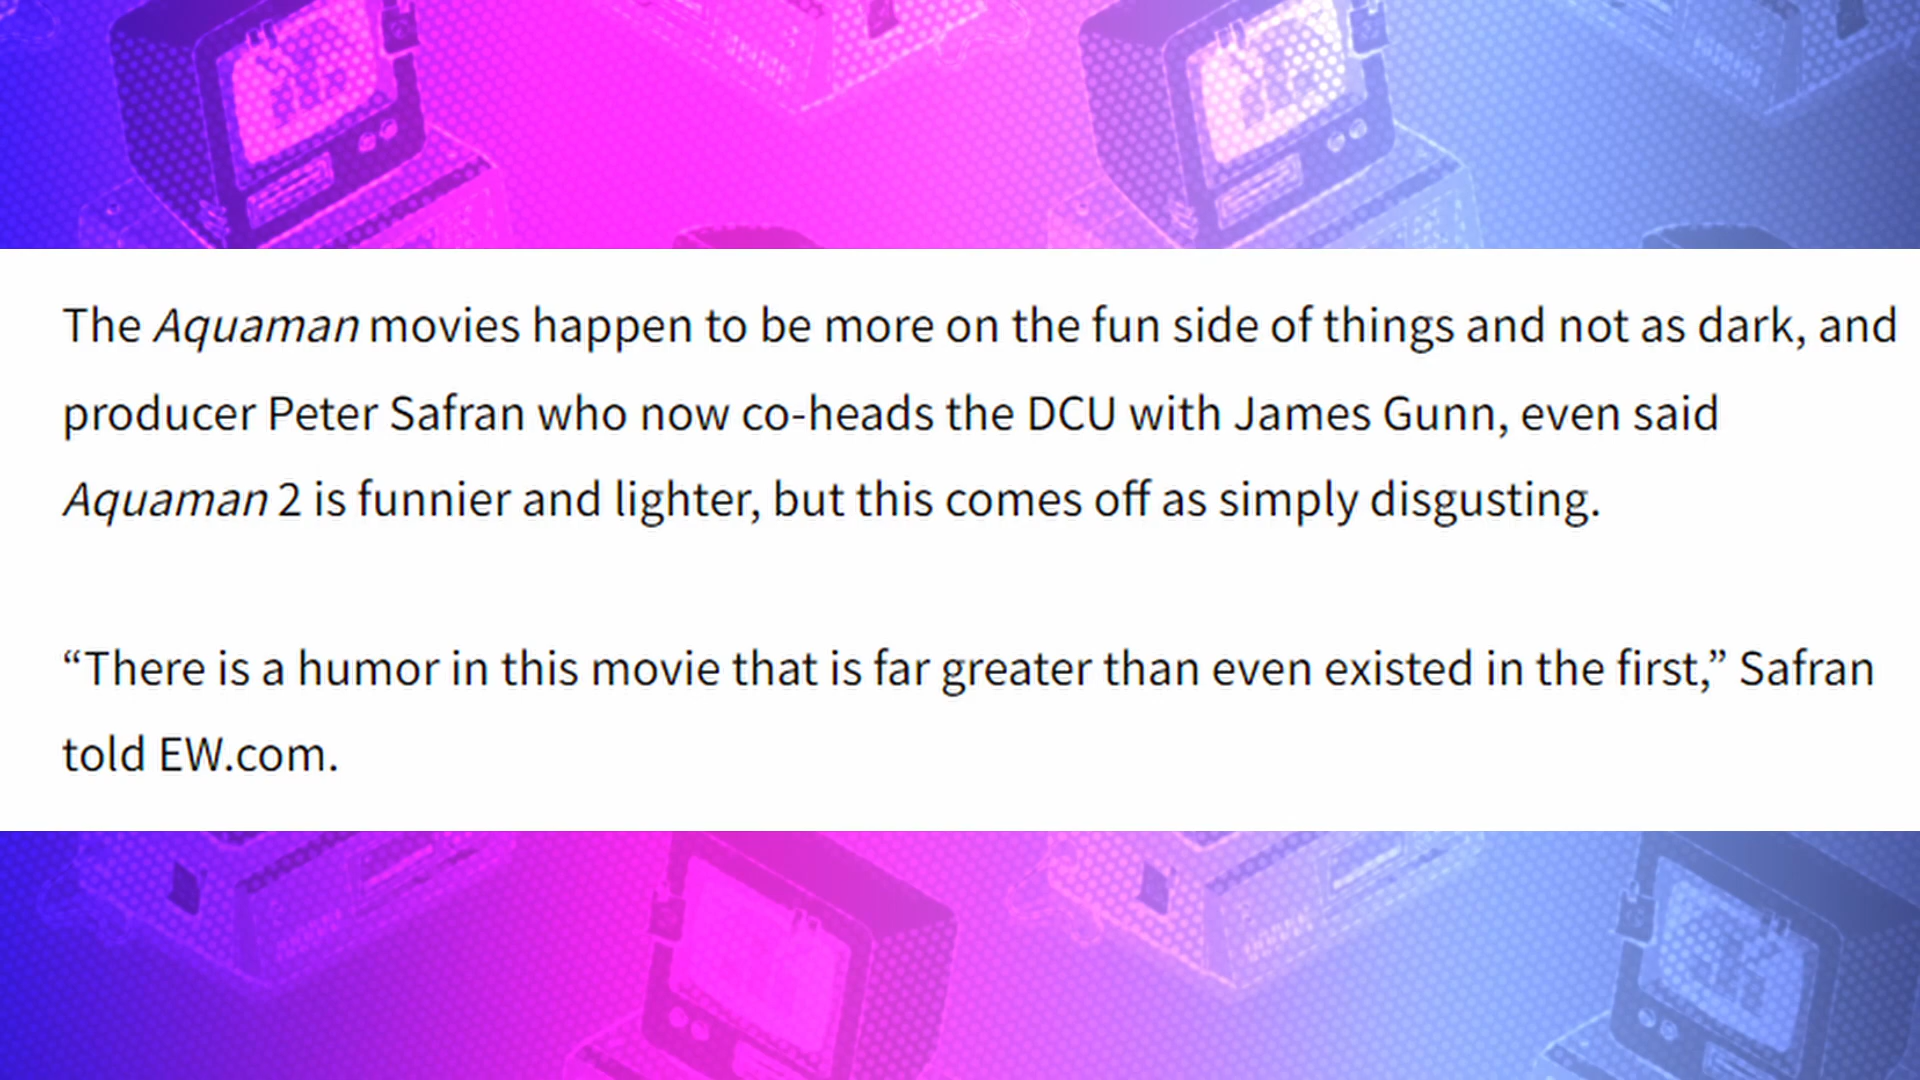 The Aquaman movies happen to be more on the fun side of things and not as dark, and
producer Peter Safran who now co-heads the DCU with James Gunn, even said
Aquaman 2 is funnier and lighter, but this comes off as simply disgusting.
“There is a humor in this movie that is far greater than even existed in the first,” Safran
told EW.com.